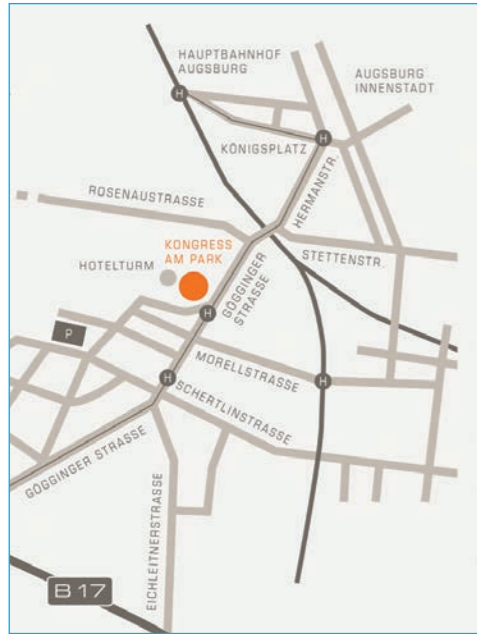 HAUPTBAHNHOF
AUGSBURG
H
AUGSBURG
INNENSTADT
H
KÖNIGSPLATZ
HERMANSTR.
ROSENAUSTRASSE
KONGRESS
AM PARK
HOTELTURM
STETTENSTR.
GÖGGINGER
STRASSE
H
P
MORELLSTRASSE
H
H
SCHERTLINSTRASSE
GÖGGINGER STRASSE
EICHLEITNERSTRASSE
B 17